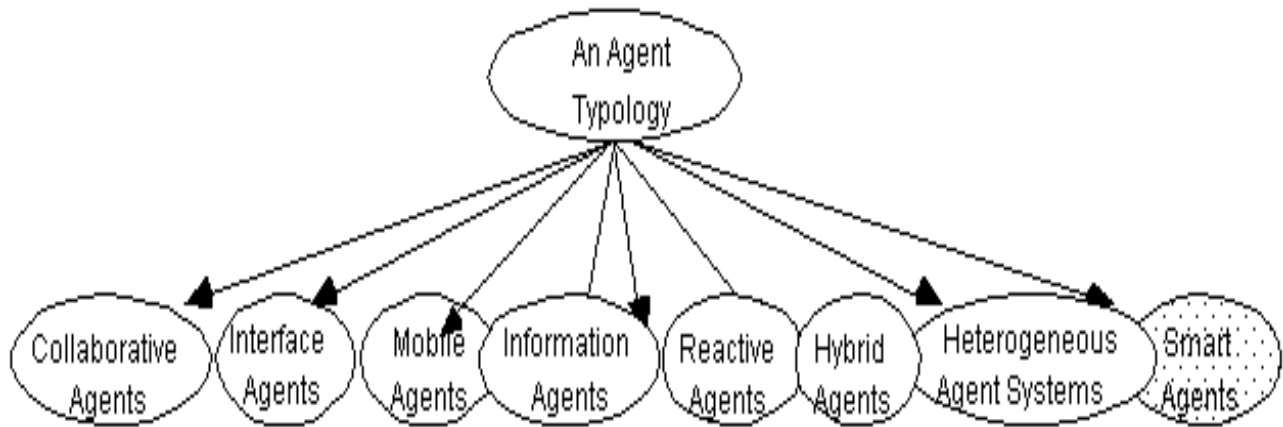 An Agent
Typology
Collaborative
Agents
Interface
Agents
Mobile
Agents
Information
Agents
Reactive
Agents
Hybrid
Agents
Heterogeneous
Agent Systems
Smart
Agents